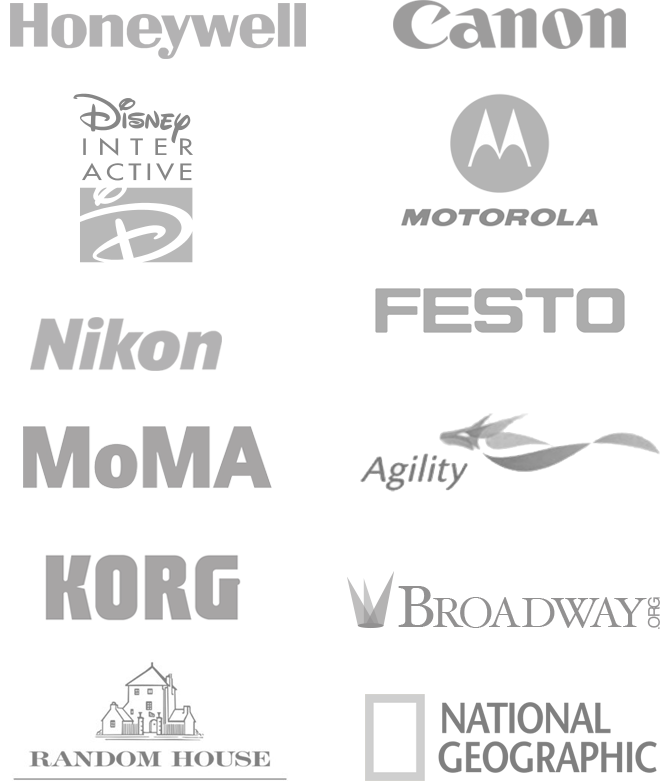 Honeywell
Canon
Disney
INTER
ACTIVE
D
MOTOROLA
Nikon
FESTO
MoMA
Agility
KORG
BROADWAY.ORG
RANDOM HOUSE
NATIONAL
GEOGRAPHIC